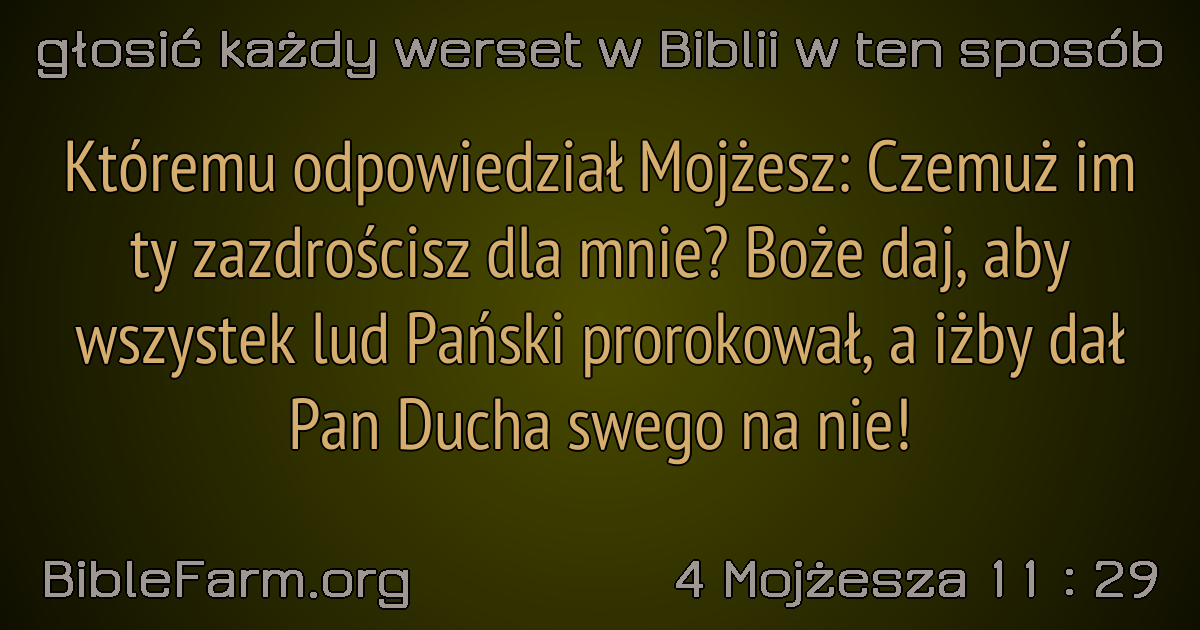 głosić każdy werset w Biblii w ten sposób
Któremu odpowiedział Mojżesz: Czemuż im
ty zazdrościsz dla mnie? Boże daj, aby
wszystek lud Pański prorokował, a iżby dał
Pan Ducha swego na nie!
BibleFarm.org
4 Mojżesza 11 : 29